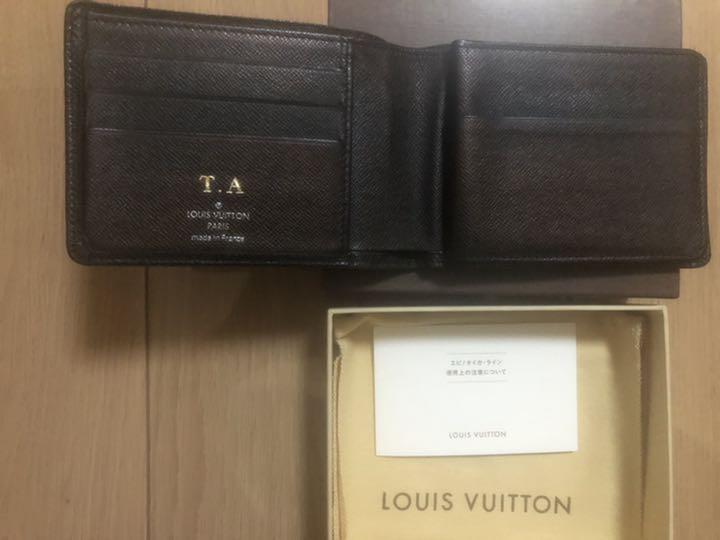 T.A
LOUIS VUITTON
PARIS
made in France
エピ/タイガ・ライン
使用上の注意について
LOUIS VUITTON
LOUIS VUITTON